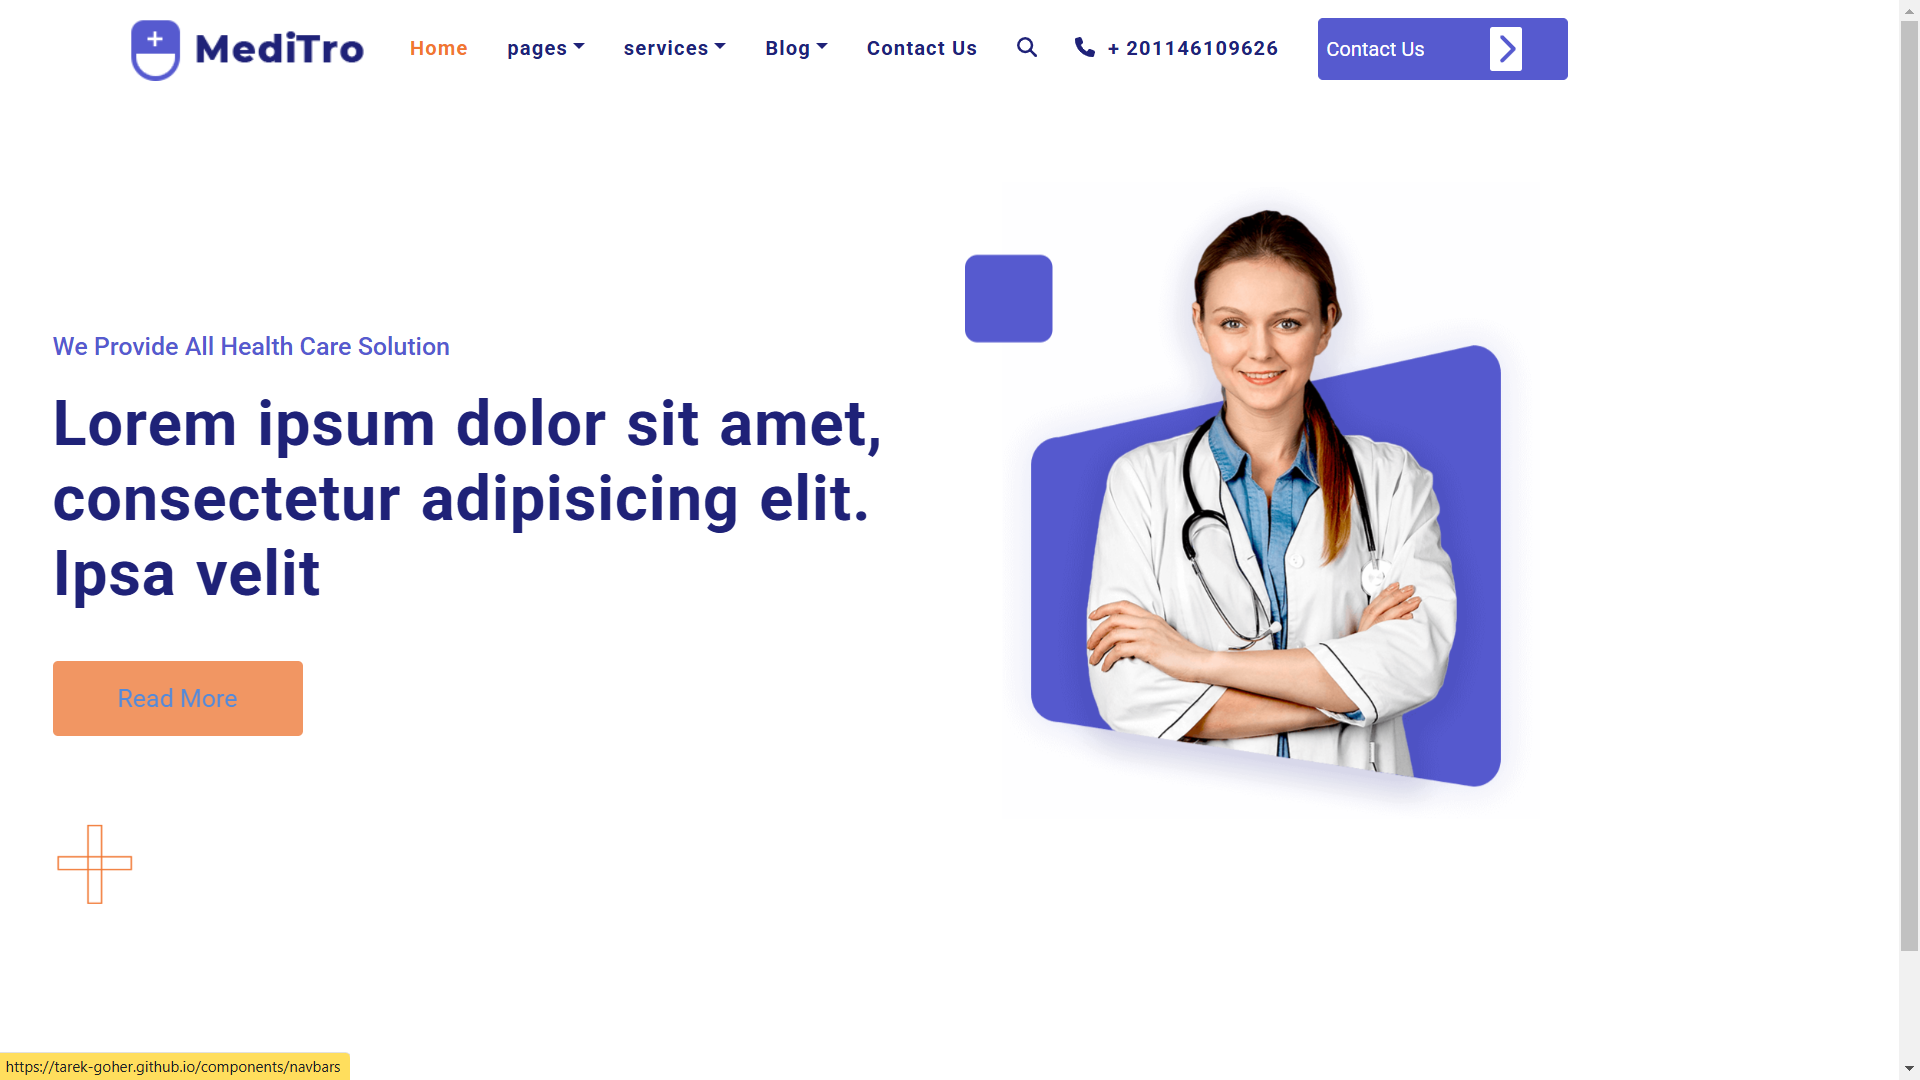 MediTro
Home pages services Blog Contact Us + 201146109626 Contact Us
We Provide All Health Care Solution
Lorem ipsum dolor sit amet,
consectetur adipisicing elit.
Ipsa velit
Read More
https://tarek-goher.github.io/components/navbars